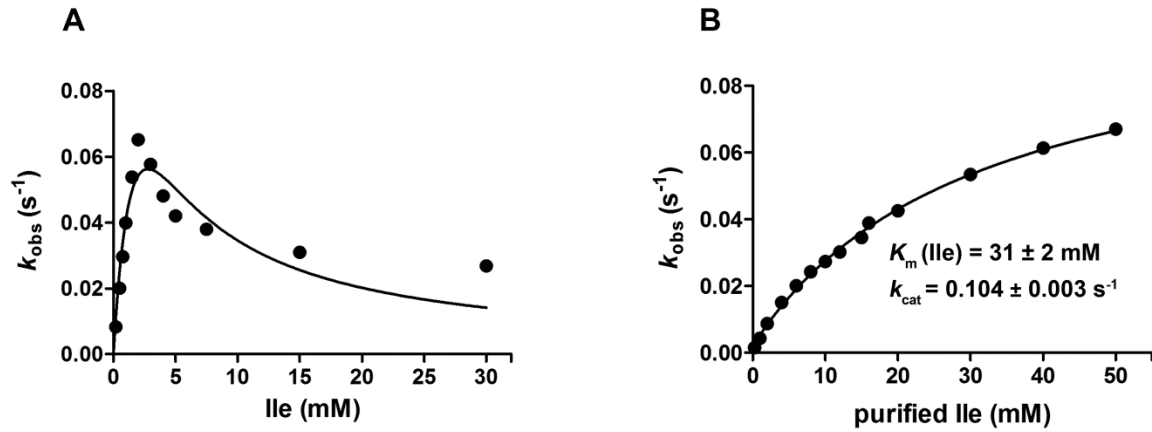 A
kobs (s-1)
0.08
0.06
0.04
0.02
0.00
0 5 10 15 20 25 30
Ile (mM)
B
kobs (s-1)
0.08
0.06
0.04
0.02
0.00
Km (Ile) = 31 ± 2 mM
kcat = 0.104 ± 0.003 s-1
0 10 20 30 40 50
purified Ile (mM)